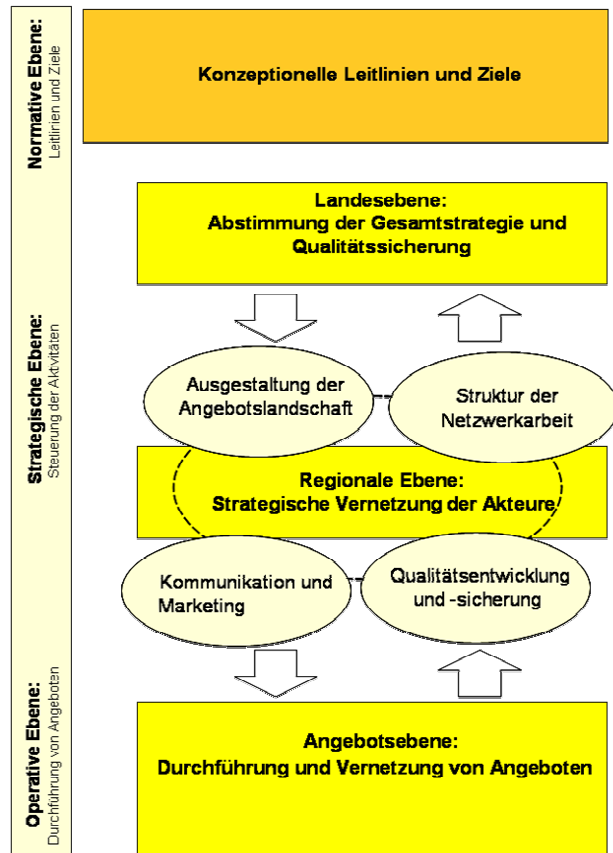 Normative Ebene:
Leitlinien und Ziele
Konzeptionelle Leitlinien und Ziele
Strategische Ebene:
Steuerung der Aktvitäten
Landesebene:
Abstimmung der Gesamtstrategie und
Qualitätssicherung
Ausgestaltung der
Angebotslandschaft
Struktur der
Netzwerkarbeit
Regionale Ebene:
Strategische Vernetzung der Akteure
Kommunikation und
Marketing
Qualitätsentwicklung
und -sicherung
Operative Ebene:
Durchführung von Angeboten
Angebotsebene:
Durchführung und Vernetzung von Angeboten